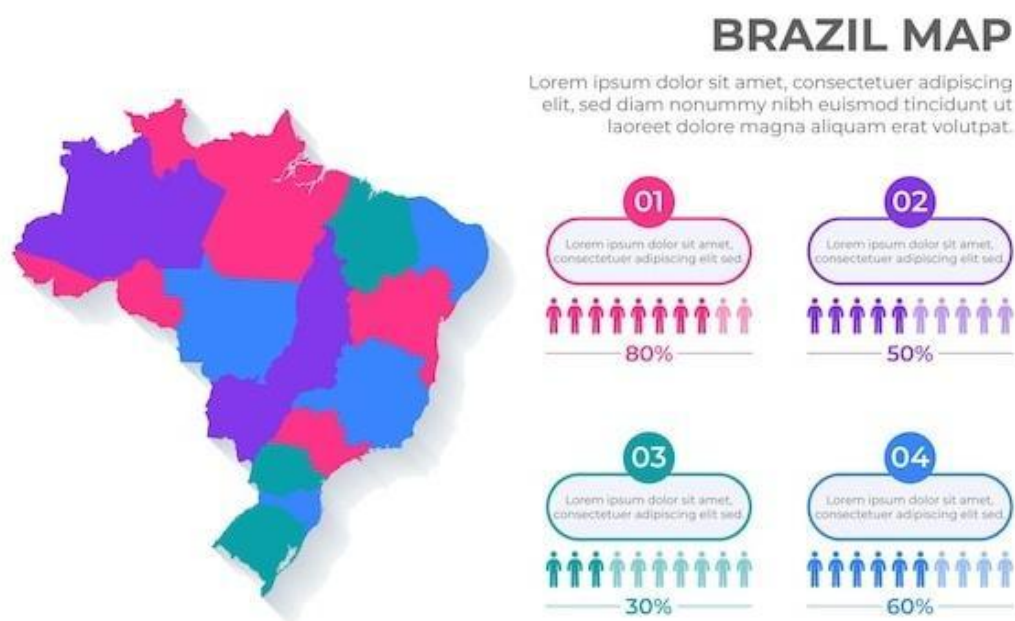 BRAZIL MAP
Lorem ipsum dolor sit amet, consectetuer adipiscing
elit, sed diam nonummy nibh euismod tincidunt ut
laoreet dolore magna aliquam erat volutpat.
01
Lorem ipsum dolor sit amet,
consectetuer adipiscing elit sed.
80%
02
Lorem ipsum dolor sit amet,
consectetuer adipiscing elit sed.
50%
03
Lorem ipsum dolor sit amet,
consectetuer adipiscing elit sed.
30%
04
Lorem ipsum dolor sit amet,
consectetuer adipiscing elit sed.
60%